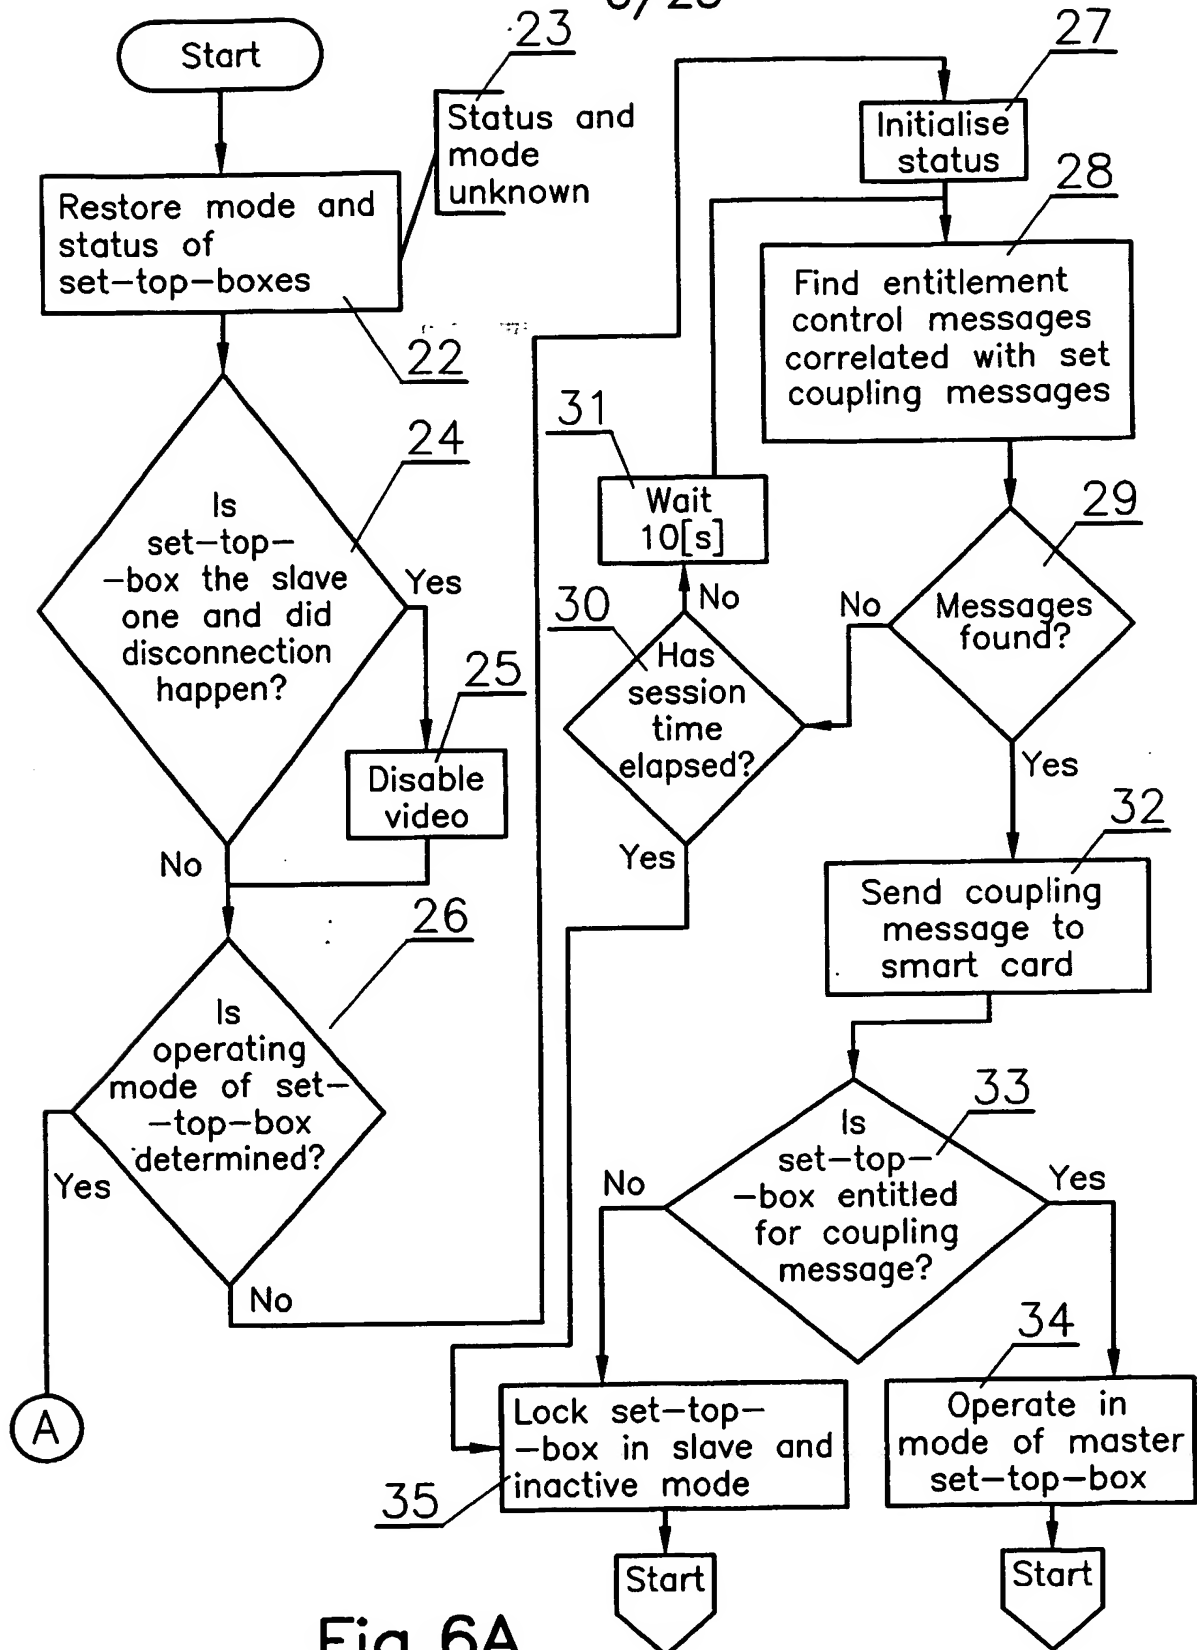 Start
23
Status and
mode
unknown
Restore mode and
status of
set-top-boxes
22
24
Is
set-top-
-box the slave
one and did
disconnection
happen?
Yes
25
Disable
video
No
26
Is
operating
mode of set-
-top-box
determined?
Yes
No
A
27
Initialise
status
28
Find entitlement
control messages
correlated with set
coupling messages
31
Wait
10[s]
29
Messages
found?
No
30
No
Has
session
time
elapsed?
Yes
Yes
32
Send coupling
message to
smart card
33
Is
set-top-
-box entitled
for coupling
message?
No
Yes
34
Operate in
mode of master
set-top-box
Lock set-top-
-box in slave and
inactive mode
35
Start
Start
Fig 6A